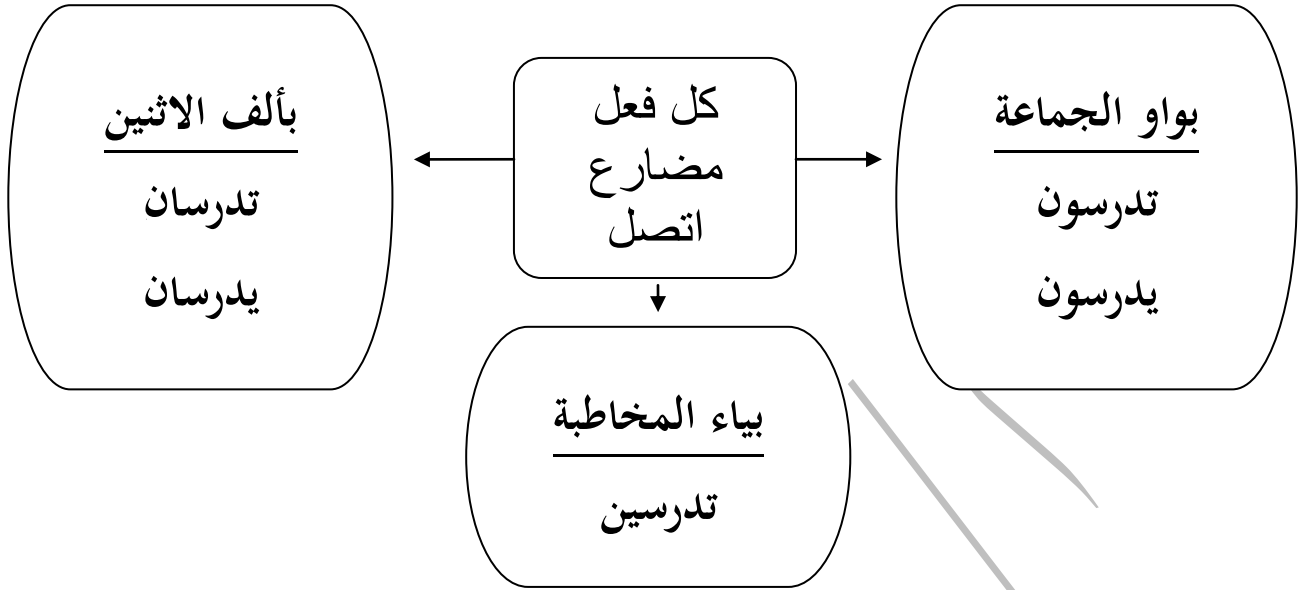 كل فعل
مضارع
اتصل
بواو الجماعة
تدرسون
يدرسون
بألف الاثنين
تدرسان
يدرسان
بياء المخاطبة
تدرسين